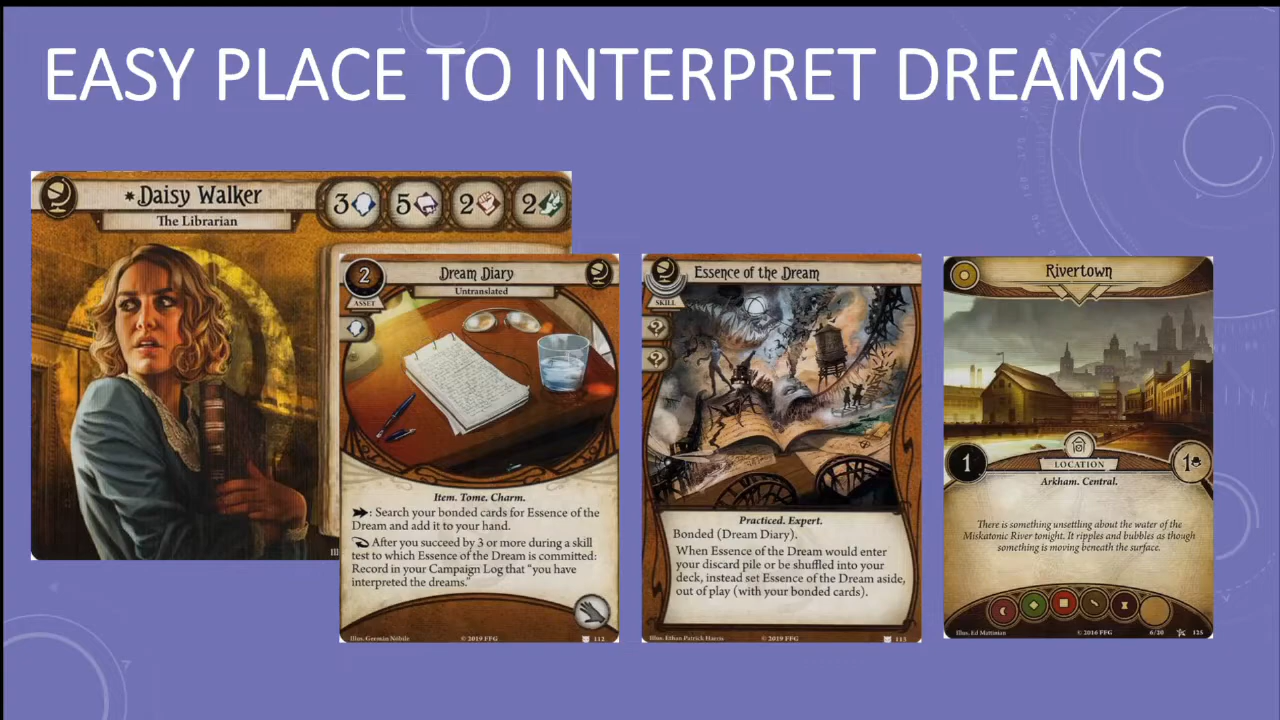 EASY PLACE TO INTERPRET DREAMS
Daisy Walker
The Librarian
3 5 2 2
2
ASSET
Dream Diary
Untranslated
Item. Tome. Charm.
: Search your bonded cards for Essence of the
Dream and add it to your hand.
After you succeed by 3 or more during a skill
test to which Essence of the Dream is committed:
Record in your Campaign Log that “you have
interpreted the dreams.”
Illus. Germán Nóbile © 2019 FFG 112
Essence of the Dream
SKILL
?
?
Practiced. Expert.
Bonded (Dream Diary).
When Essence of the Dream would enter
your discard pile or be shuffled into your
deck, instead set Essence of the Dream aside,
out of play (with your bonded cards).
Illus. Ethan Patrick Harris © 2019 FFG 113
Rivertown
1
LOCATION
1
Arkham. Central.
There is something unsettling about the water of the
Miskatonic River tonight. It ripples and bubbles as though
something is moving beneath the surface.
Illus. Ed Mattinian © 2016 FFG 6/20 125